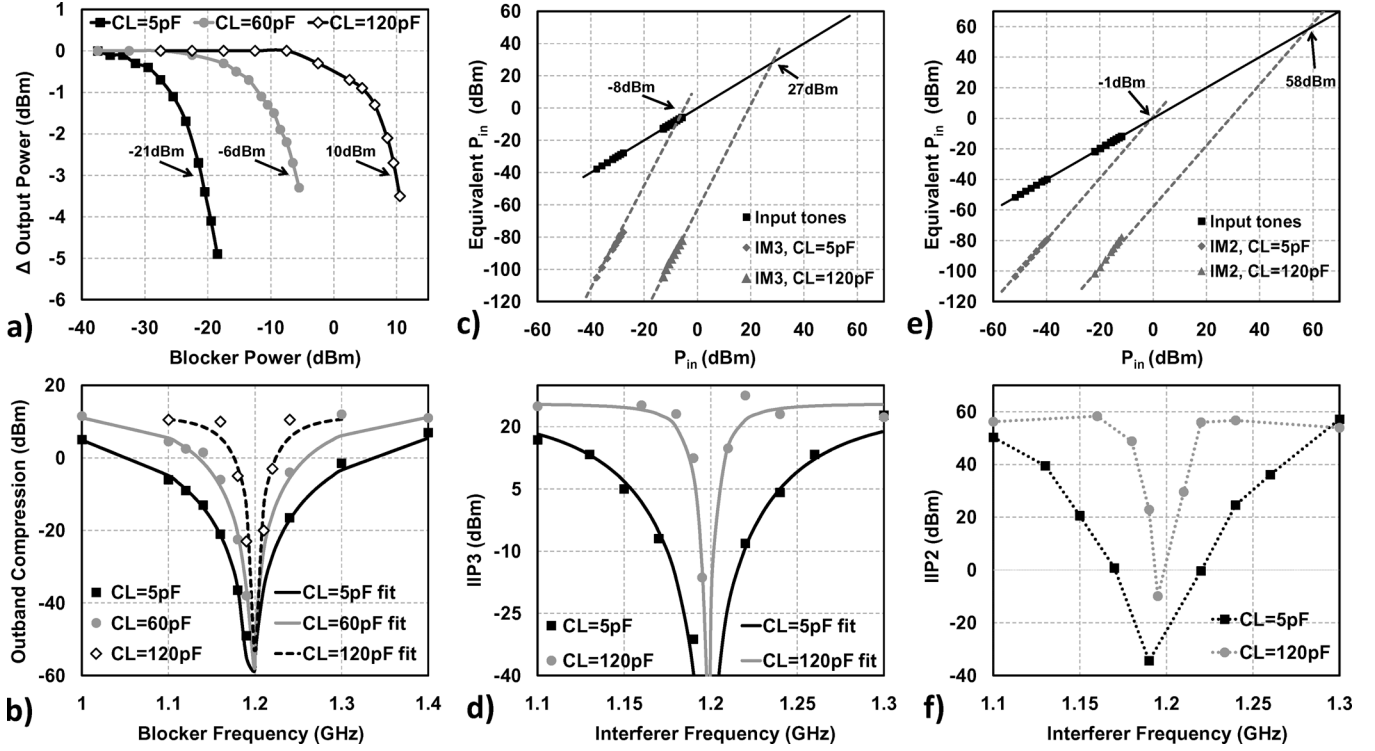 CL=5pF CL=60pF CL=120pF
1
0
-1
-2
-3
-4
-5
-6
-21dBm
-6dBm
10dBm
Δ Output Power (dBm)
-40 -30 -20 -10 0 10
Blocker Power (dBm)
a)
60
40
20
0
-20
-40
-60
-80
-100
-120
-8dBm
27dBm
Input tones
IM3, CL=5pF
IM3, CL=120pF
Equivalent Pin (dBm)
-60 -40 -20 0 20 40 60
Pin (dBm)
c)
60
40
20
0
-20
-40
-60
-80
-100
-120
-1dBm
58dBm
Input tones
IM2, CL=5pF
IM2, CL=120pF
Equivalent Pin (dBm)
-60 -40 -20 0 20 40 60
Pin (dBm)
e)
20
0
-20
-40
-60
CL=5pF CL=5pF fit
CL=60pF CL=60pF fit
CL=120pF CL=120pF fit
Outband Compression (dBm)
1 1.1 1.2 1.3 1.4
Blocker Frequency (GHz)
b)
20
5
-10
-25
-40
CL=5pF CL=5pF fit
CL=120pF CL=120pF fit
IIP3 (dBm)
1.1 1.15 1.20 1.25 1.3
Interferer Frequency (GHz)
d)
60
40
20
0
-20
-40
CL=5pF
CL=120pF
IIP2 (dBm)
1.1 1.15 1.20 1.25 1.3
Interferer Frequency (GHz)
f)